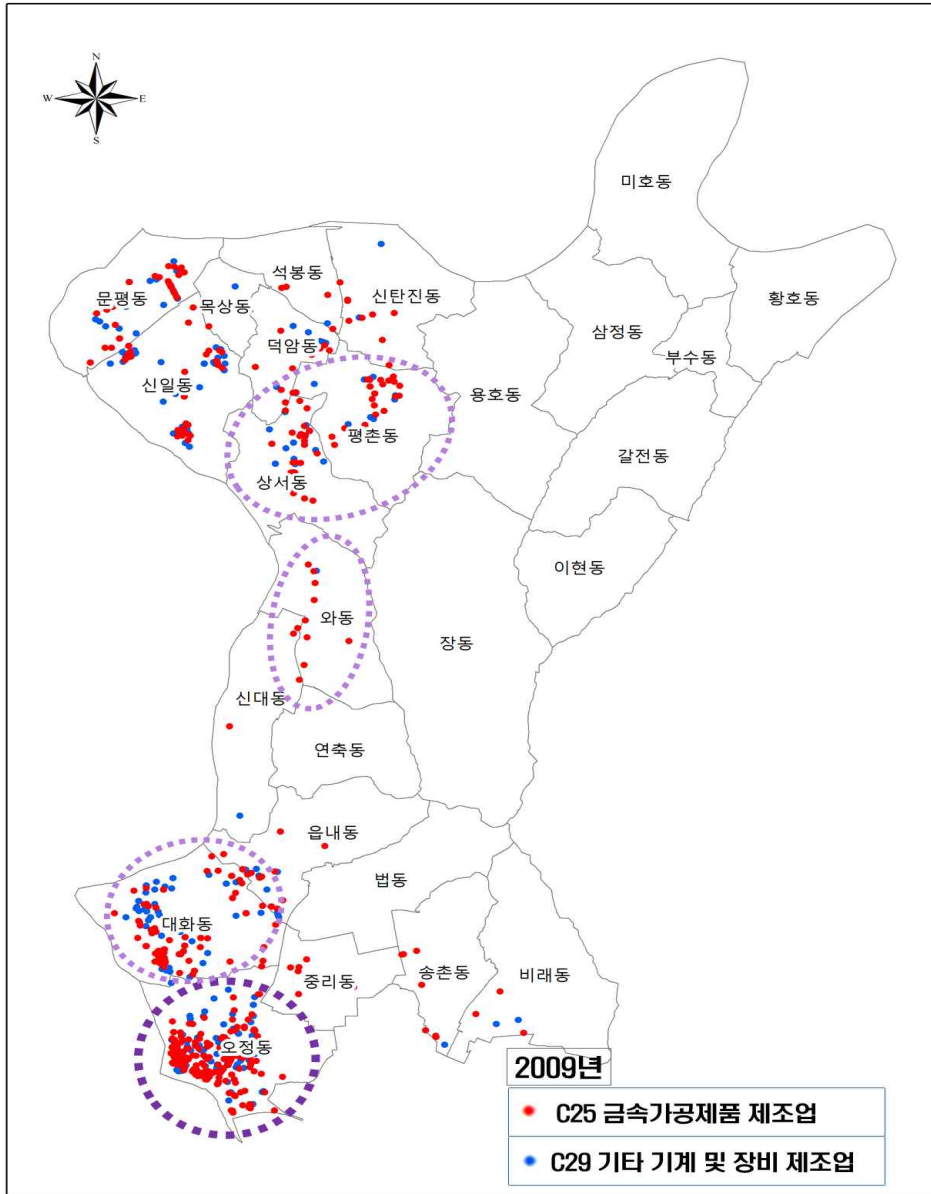 N
W E
S
미호동
석봉동
신탄진동
문평동
목상동
황호동
삼정동
덕암동
부수동
신일동
용호동
평촌동
갈전동
상서동
이현동
와동
장동
신대동
연축동
읍내동
법동
대화동
중리동
송촌동
비래동
오정동
2009년
C25 금속가공제품 제조업
C29 기타 기계 및 장비 제조업